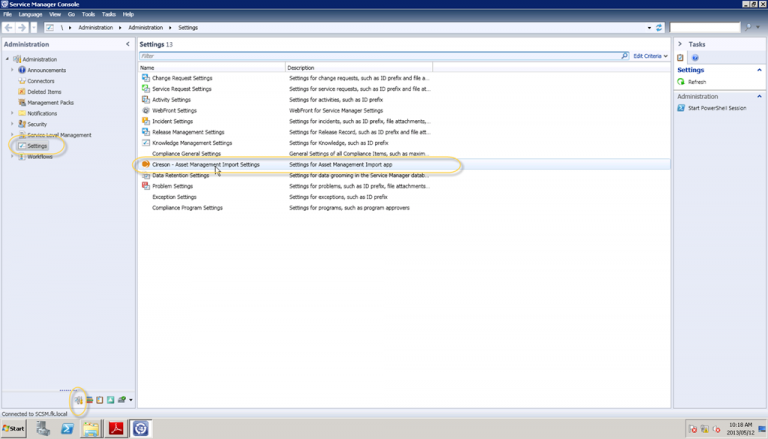 Service Manager Console
File Language View Go Tools Tasks Help
\ Administration Administration Settings
Administration
Administration
Announcements
Connectors
Deleted Items
Management Packs
Notifications
Security
Service Level Management
Settings
Workflows
Settings 13
Filter
Edit Criteria
Name Description
Change Request Settings Settings for change requests, such as ID prefix and file a...
Service Request Settings Settings for service requests, such as ID prefix and file at...
Activity Settings Settings for activities, such as ID prefix
WebFront Settings WebFront for Service Manager Settings
Incident Settings Settings for incidents, such as ID prefix, file attachments,...
Release Management Settings Settings for Release Record, such as ID prefix and file at...
Knowledge Management Settings Settings for Knowledge, such as ID prefix
Compliance General Settings General Settings of all Compliance Items, such as maxim...
Cireson - Asset Management Import Settings Settings for Asset Management Import app
Data Retention Settings Settings for data grooming in the Service Manager datab...
Problem Settings Settings for problems, such as ID prefix, file attachments...
Exception Settings Settings for exceptions, such as ID prefix
Compliance Program Settings Settings for programs, such as program approvers
Tasks
Settings
Refresh
Administration
Start PowerShell Session
Connected to SCSM.fk.local
Start
10:18 AM
2013/05/12